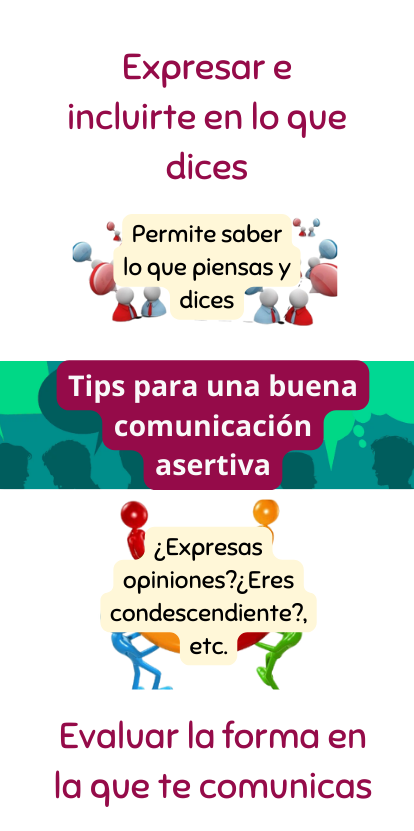 Expresar e
incluirte en lo que
dices
Permite saber
lo que piensas y
dices
Tips para una buena
comunicación
asertiva
¿Expresas
opiniones?¿Eres
condescendiente?,
etc.
Evaluar la forma en
la que te comunicas